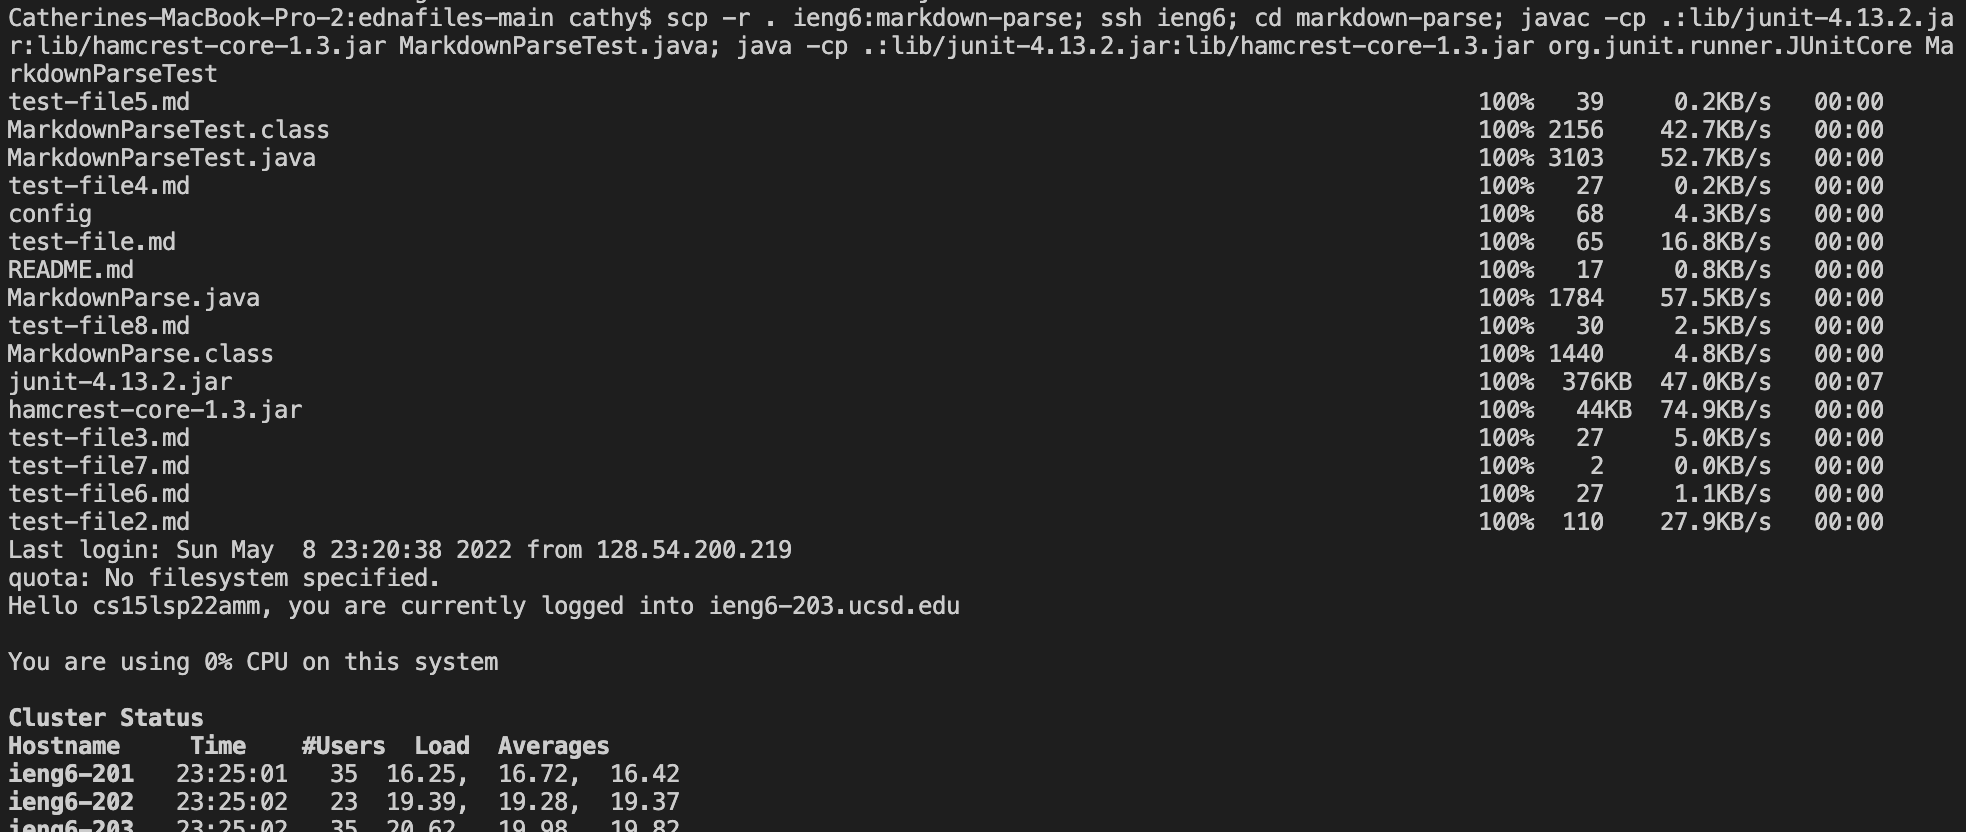 Catherines-MacBook-Pro-2:ednafiles-main cathy$ scp -r . ieng6:markdown-parse; ssh ieng6; cd markdown-parse; javac -cp .:lib/junit-4.13.2.ja
r:lib/hamcrest-core-1.3.jar MarkdownParseTest.java; java -cp .:lib/junit-4.13.2.jar:lib/hamcrest-core-1.3.jar org.junit.runner.JUnitCore Ma
rkdownParseTest
test-file5.md 100% 39 0.2KB/s 00:00
MarkdownParseTest.class 100% 2156 42.7KB/s 00:00
MarkdownParseTest.java 100% 3103 52.7KB/s 00:00
test-file4.md 100% 27 0.2KB/s 00:00
config 100% 68 4.3KB/s 00:00
test-file.md 100% 65 16.8KB/s 00:00
README.md 100% 17 0.8KB/s 00:00
MarkdownParse.java 100% 1784 57.5KB/s 00:00
test-file8.md 100% 30 2.5KB/s 00:00
MarkdownParse.class 100% 1440 4.8KB/s 00:00
junit-4.13.2.jar 100% 376KB 47.0KB/s 00:07
hamcrest-core-1.3.jar 100% 44KB 74.9KB/s 00:00
test-file3.md 100% 27 5.0KB/s 00:00
test-file7.md 100% 2 0.0KB/s 00:00
test-file6.md 100% 27 1.1KB/s 00:00
test-file2.md 100% 110 27.9KB/s 00:00
Last login: Sun May  8 23:20:38 2022 from 128.54.200.219
quota: No filesystem specified.
Hello cs15lsp22amm, you are currently logged into ieng6-203.ucsd.edu
You are using 0% CPU on this system
Cluster Status
Hostname Time #Users Load Averages
ieng6-201 23:25:01 35 16.25, 16.72, 16.42
ieng6-202 23:25:02 23 19.39, 19.28, 19.37
ieng6-203 23:25:02 35 20.62, 19.98, 19.82